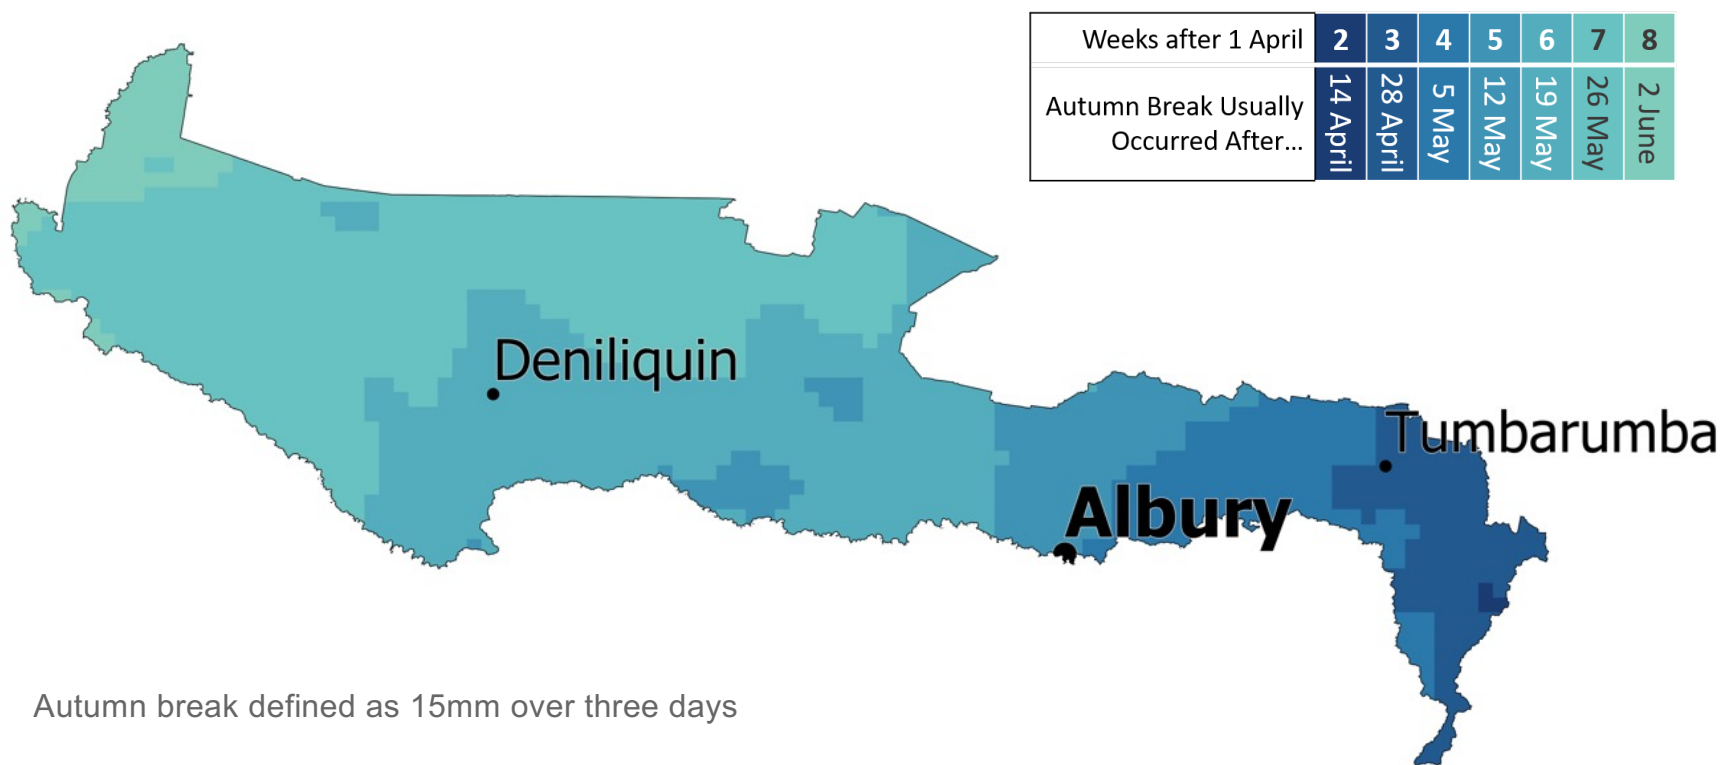 Weeks after 1 April 2 3 4 5 6 7 8
Autumn Break Usually
Occurred After...
14 April
28 April
5 May
12 May
19 May
26 May
2 June
Deniliquin
Tumbarumba
Albury
Autumn break defined as 15mm over three days